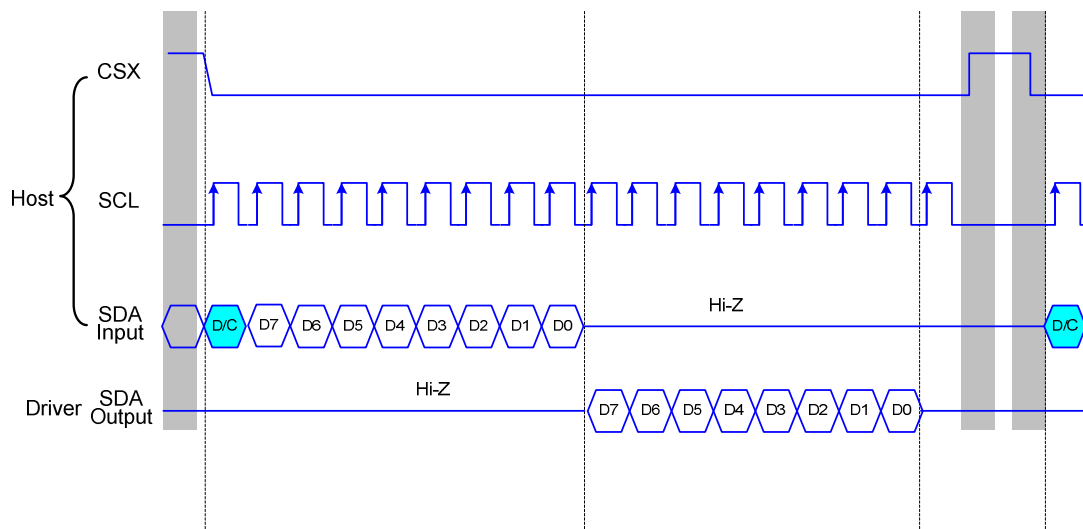 CSX
Host
SCL
SDA
Input
D/C D7 D6 D5 D4 D3 D2 D1 D0
Hi-Z
D/C
Driver
SDA
Output
Hi-Z
D7 D6 D5 D4 D3 D2 D1 D0